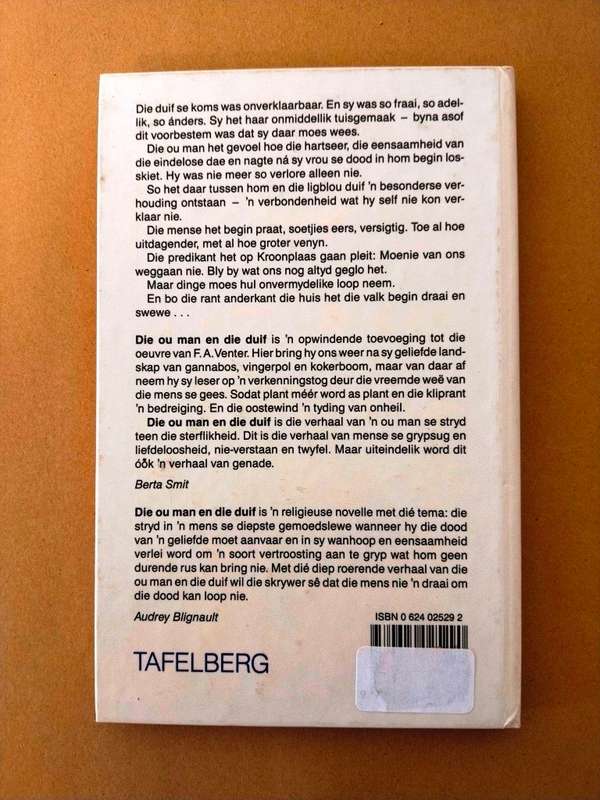 Die duif se koms was onverklaarbaar. En sy was so fraai, so adel-
lik, so ánders. Sy het haar onmiddellik tuisgemaak – byna asof
dit voorbestem was dat sy daar moes wees.
Die ou man het gevoel hoe die hartseer, die eensaamheid van
die eindelose dae en nagte ná sy vrou se dood in hom begin los-
skiet. Hy was nie meer so verlore alleen nie.
So het daar tussen hom en die ligblou duif 'n besonderse ver-
houding ontstaan – 'n verbondenheid wat hy self nie kon ver-
klaar nie.
Die mense het begin praat, soetjies eers, versigtig. Toe al hoe
uitdagender, met al hoe groter venyn.
Die predikant het op Kroonplaas gaan pleit: Moenie van ons
weggaan nie. Bly by wat ons nog altyd geglo het.
Maar dinge moes hul onvermydelike loop neem.
En bo die rant anderkant die huis het die valk begin draai en
swewe . . .
Die ou man en die duif is 'n opwindende toevoeging tot die
oeuvre van F.A. Venter. Hier bring hy ons weer na sy geliefde land-
skap van gannabos, vingerpol en kokerboom, maar van daar af
neem hy sy leser op 'n verkenningstog deur die vreemde weë van
die mens se gees. Sodat plant méér word as plant en die kliprant
'n bedreiging. En die oostewind 'n tyding van onheil.
Die ou man en die duif is die verhaal van 'n ou man se stryd
teen die sterflikheid. Dit is die verhaal van mense se grypsug en
liefdeloosheid, nie-verstaan en twyfel. Maar uiteindelik word dit
óók 'n verhaal van genade.
Berta Smit
Die ou man en die duif is 'n religieuse novelle met dié tema: die
stryd in 'n mens se diepste gemoedslewe wanneer hy die dood
van 'n geliefde moet aanvaar en in sy wanhoop en eensaamheid
verlei word om 'n soort vertroosting aan te gryp wat hom geen
durende rus kan bring nie. Met dié diep roerende verhaal van die
ou man en die duif wil die skrywer sê dat die mens nie 'n draai om
die dood kan loop nie.
Audrey Blignault
ISBN 0 624 02529 2
TAFELBERG